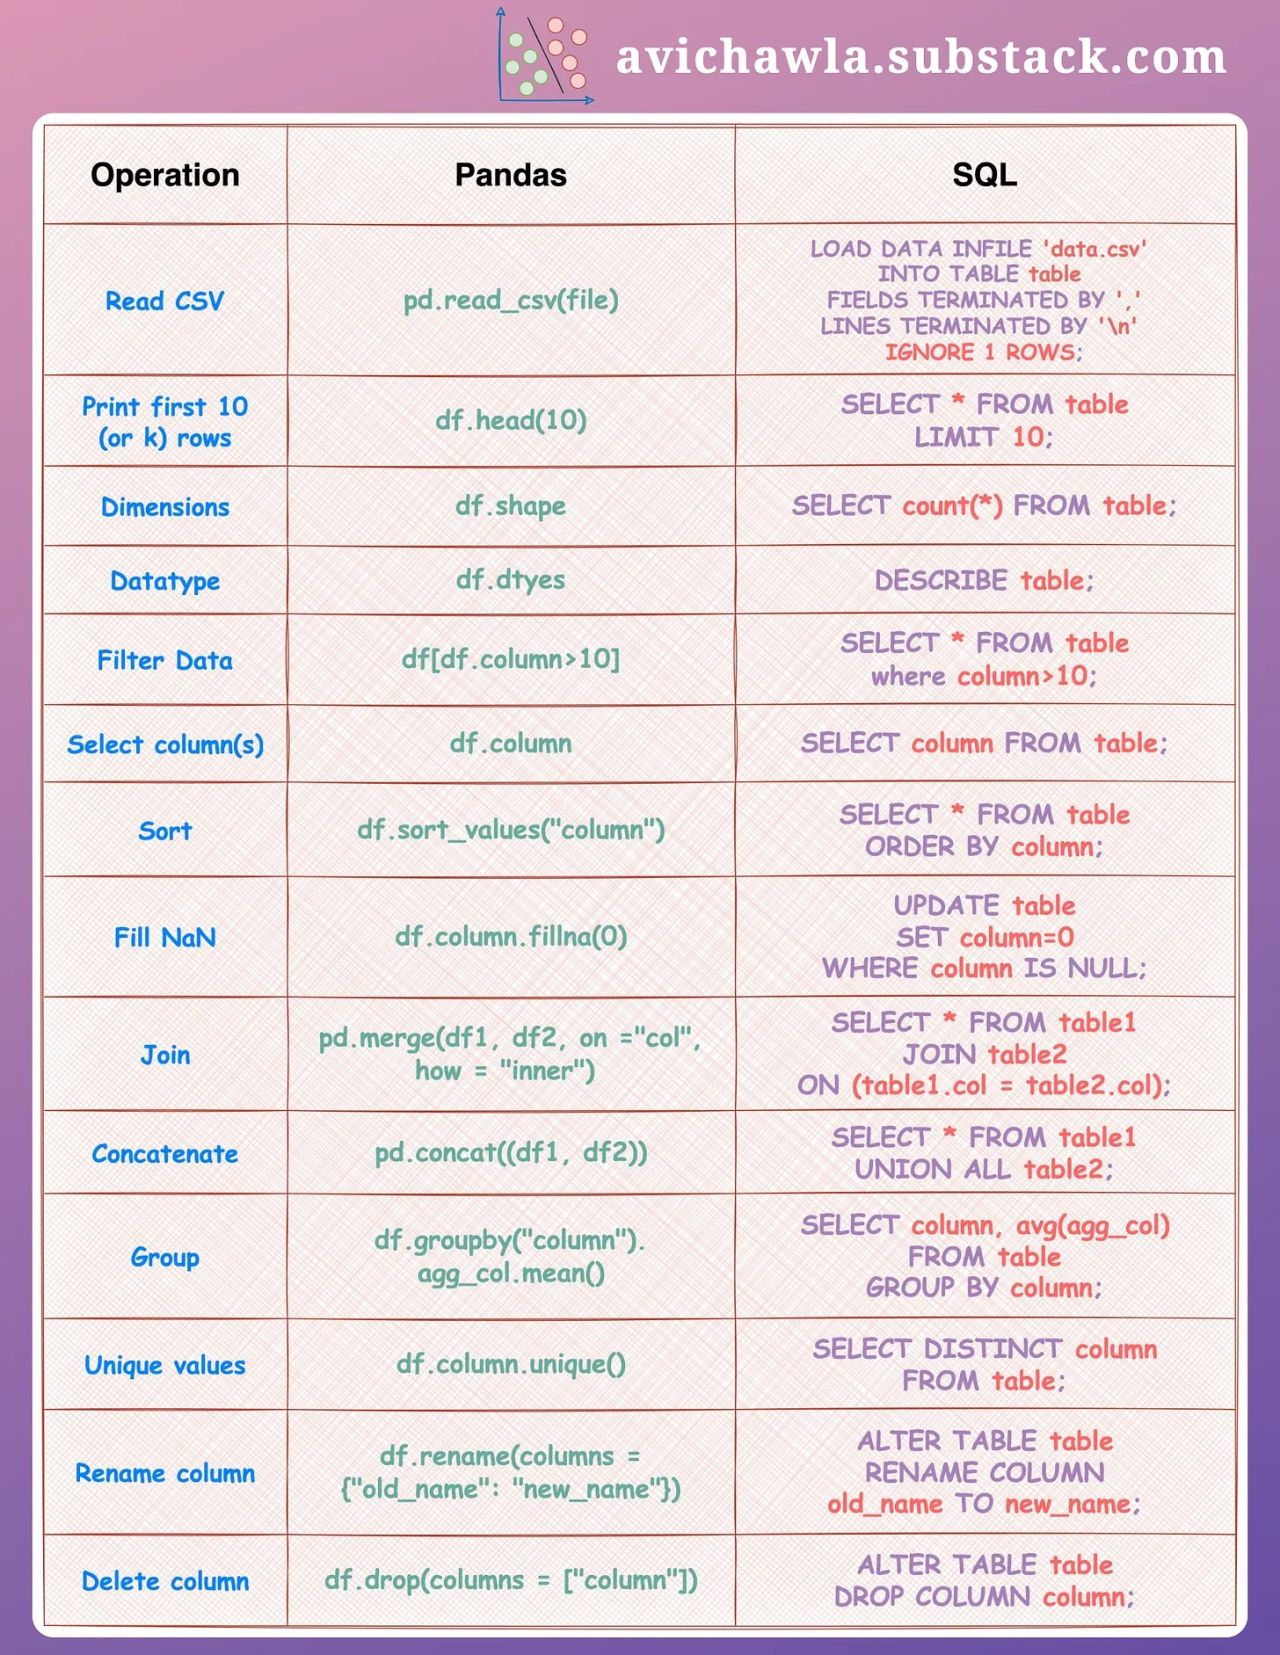 avichawla.substack.com
Operation
Pandas
SQL
Read CSV
pd.read_csv(file)
LOAD DATA INFILE 'data.csv'
INTO TABLE table
FIELDS TERMINATED BY ','
LINES TERMINATED BY '\n'
IGNORE 1 ROWS;
Print first 10
(or k) rows
df.head(10)
SELECT * FROM table
LIMIT 10;
Dimensions
df.shape
SELECT count(*) FROM table;
Datatype
df.dtyes
DESCRIBE table;
Filter Data
df[df.column>10]
SELECT * FROM table
where column>10;
Select column(s)
df.column
SELECT column FROM table;
Sort
df.sort_values("column")
SELECT * FROM table
ORDER BY column;
Fill NaN
df.column.fillna(0)
UPDATE table
SET column=0
WHERE column IS NULL;
Join
pd.merge(df1, df2, on ="col",
how = "inner")
SELECT * FROM table1
JOIN table2
ON (table1.col = table2.col);
Concatenate
pd.concat((df1, df2))
SELECT * FROM table1
UNION ALL table2;
Group
df.groupby("column").
agg_col.mean()
SELECT column, avg(agg_col)
FROM table
GROUP BY column;
Unique values
df.column.unique()
SELECT DISTINCT column
FROM table;
Rename column
df.rename(columns =
{"old_name": "new_name"})
ALTER TABLE table
RENAME COLUMN
old_name TO new_name;
Delete column
df.drop(columns = ["column"])
ALTER TABLE table
DROP COLUMN column;